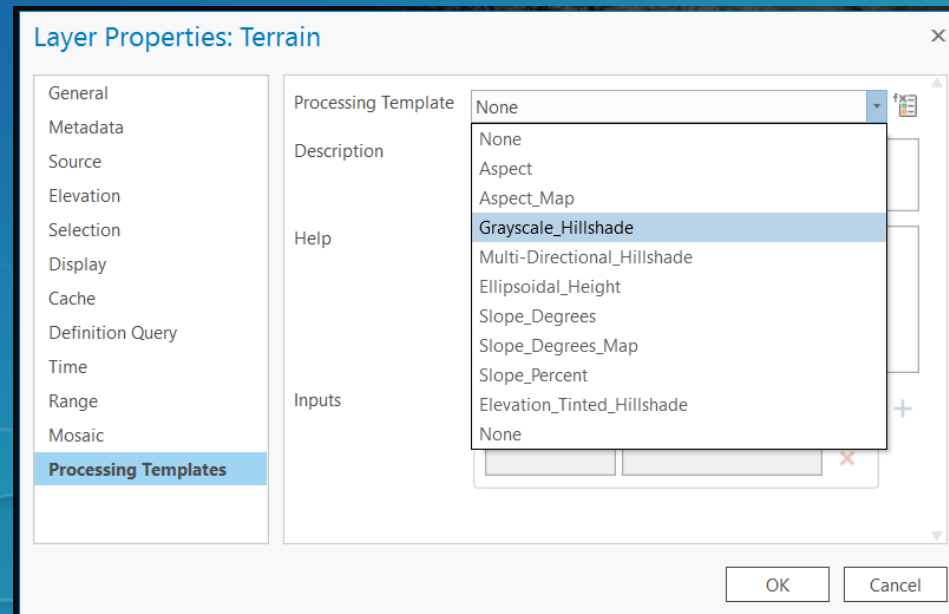 Layer Properties: Terrain
General
Metadata
Source
Elevation
Selection
Display
Cache
Definition Query
Time
Range
Mosaic
Processing Templates
Processing Template
None
None
Aspect
Aspect_Map
Grayscale_Hillshade
Multi-Directional_Hillshade
Ellipsoidal_Height
Slope_Degrees
Slope_Degrees_Map
Slope_Percent
Elevation_Tinted_Hillshade
None
Description
Help
Inputs
OK
Cancel